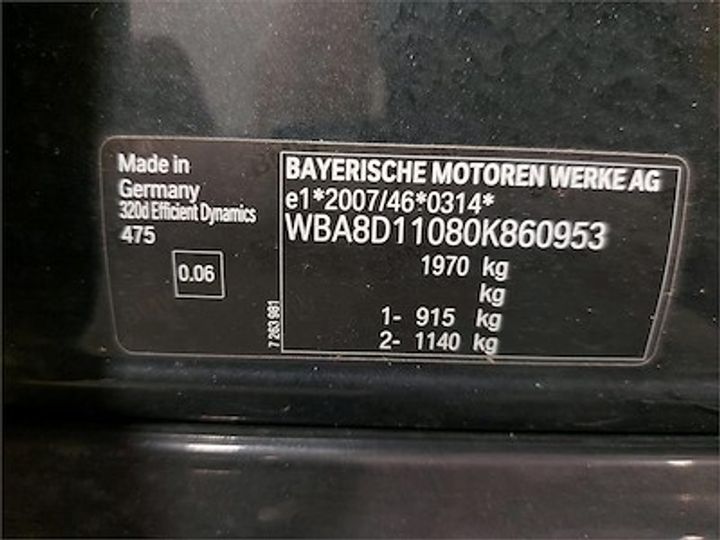 Made in
Germany
320d Efficient Dynamics
475
0.06
7 263 981
BAYERISCHE MOTOREN WERKE AG
e1*2007/46*0314*
WBA8D11080K860953
1970 kg
kg
1- 915 kg
2- 1140 kg